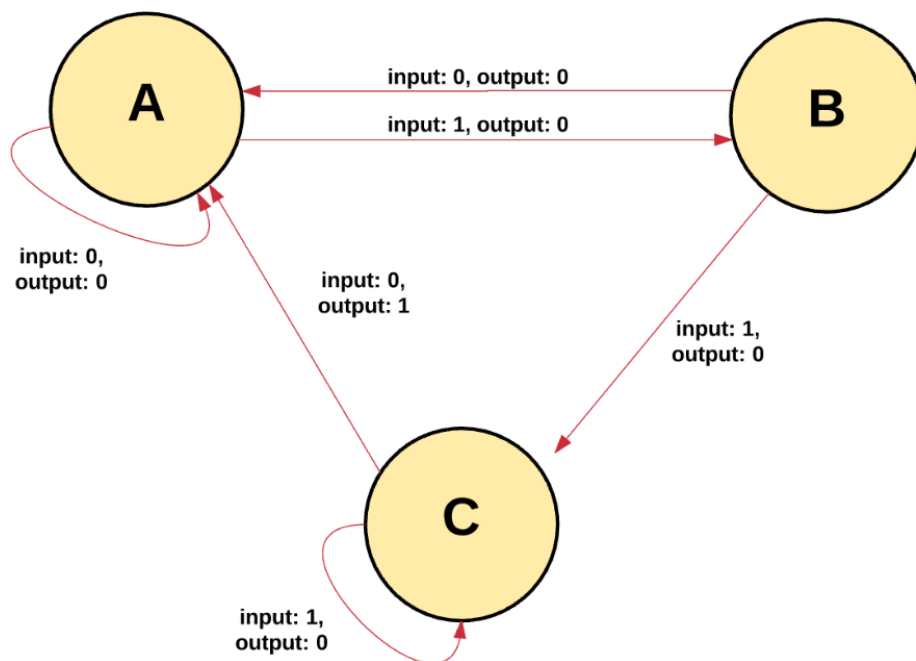 A
B
input: 0, output: 0
input: 1, output: 0
input: 0,
output: 0
input: 0,
output: 1
input: 1,
output: 0
C
input: 1,
output: 0